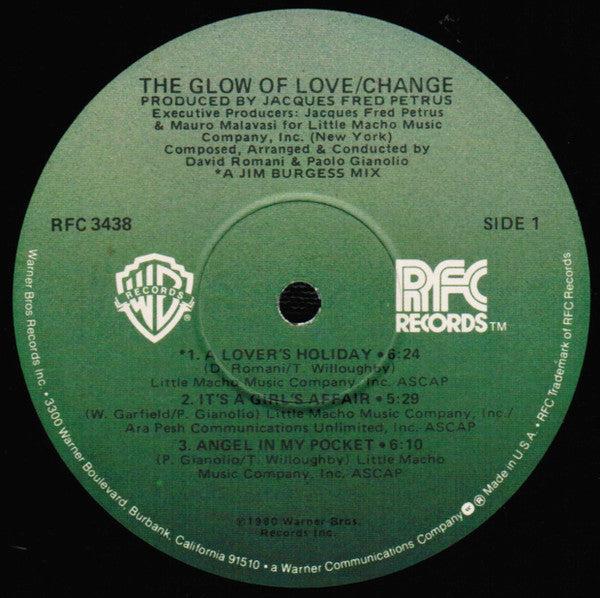 THE GLOW OF LOVE/CHANGE
PRODUCED BY JACQUES FRED PETRUS
Executive Producers: Jacques Fred Petrus
& Mauro Malavasi for Little Macho Music
Company, Inc. (New York)
Composed, Arranged & Conducted by
David Romani & Paolo Gianolio
*A JIM BURGESS MIX
RFC 3438
SIDE 1
WB
RECORDS
RFC
RECORDS™
*1. A LOVER'S HOLIDAY • 6:24
(D. Romani/T. Willoughby)
Little Macho Music Company, Inc. ASCAP
2. IT'S A GIRL'S AFFAIR • 5:29
(W. Garfield/P. Gianolio) Little Macho Music Company, Inc./
Ara Pesh Communications Unlimited, Inc. ASCAP
3. ANGEL IN MY POCKET • 6:10
(P. Gianolio/T. Willoughby) Little Macho
Music Company, Inc. ASCAP
℗1980 Warner Bros.
Records Inc.
Warner Bros Records Inc. • 3300 Warner Boulevard, Burbank, California 91510 • a Warner Communications Company ® Made in U.S.A. • RFC Trademark of RFC Records